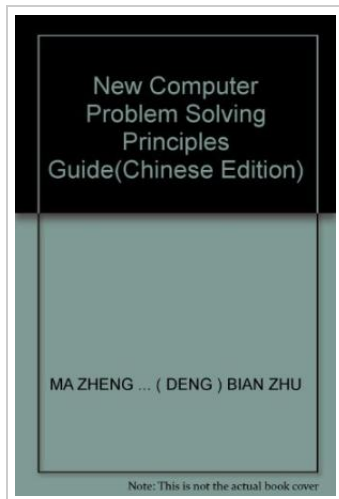 New Computer
Problem Solving
Principles
Guide(Chinese Edition)
MA ZHENG ... ( DENG ) BIAN ZHU
Note: This is not the actual book cover